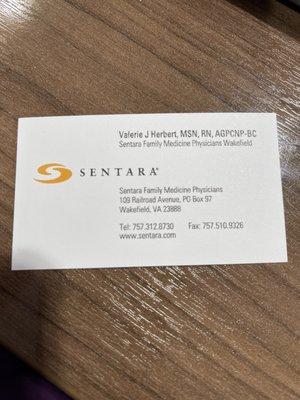 Valerie J Herbert, MSN, RN, AGPCNP-BC
Sentara Family Medicine Physicians Wakefield
SENTARA®
Sentara Family Medicine Physicians
109 Railroad Avenue, PO Box 97
Wakefield, VA 23888
Tel: 757.312.8730 Fax: 757.510.9326
www.sentara.com